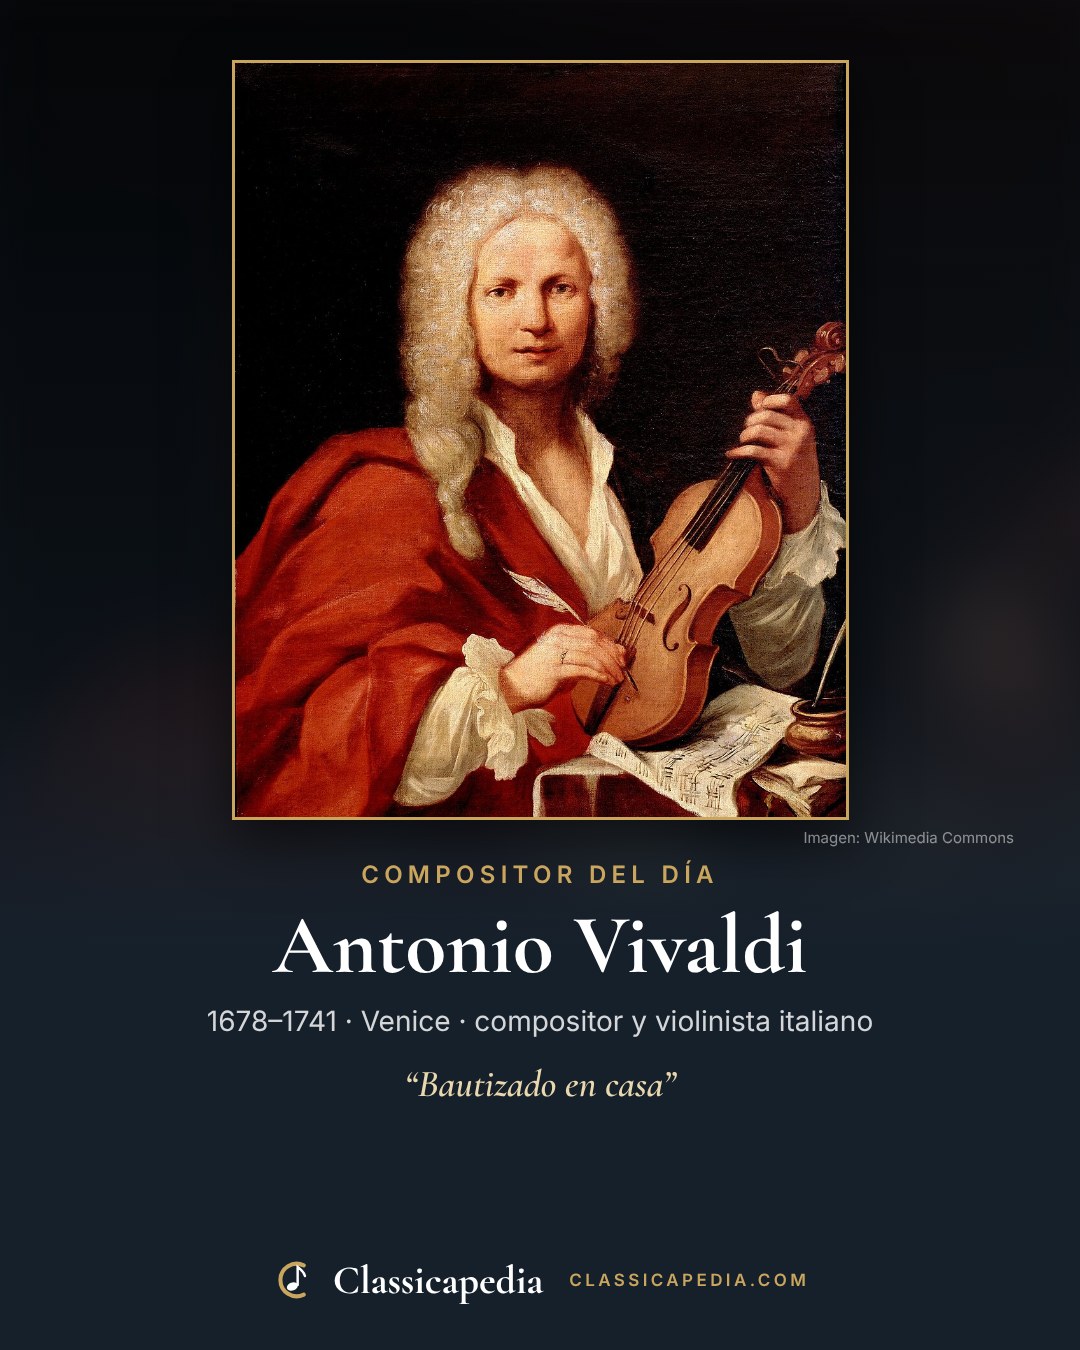 Imagen: Wikimedia Commons
COMPOSITOR DEL DÍA
Antonio Vivaldi
1678–1741 · Venice · compositor y violinista italiano
“Bautizado en casa”
Classicapedia CLASSICAPEDIA.COM